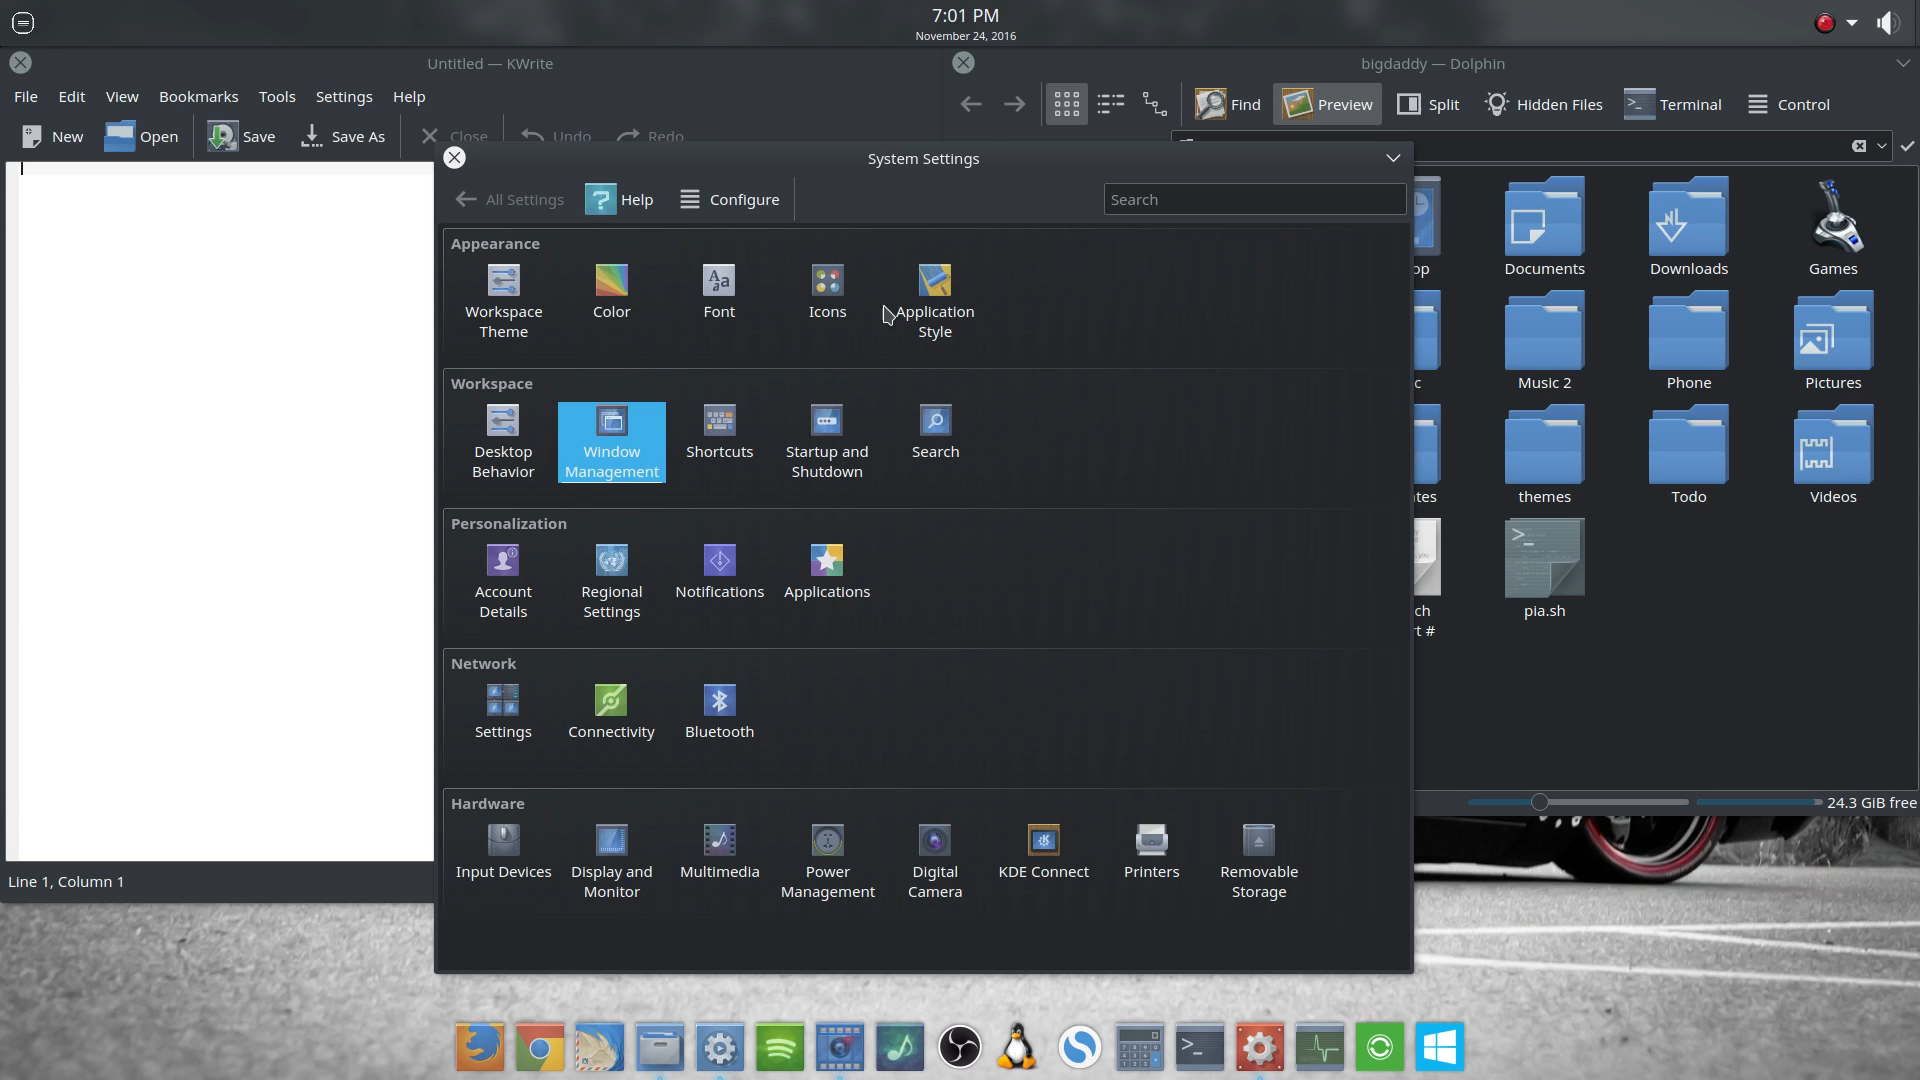 7:01 PM
November 24, 2016
Untitled — KWrite
File Edit View Bookmarks Tools Settings Help
New Open Save Save As Close Undo Redo
bigdaddy — Dolphin
Find Preview Split Hidden Files Terminal Control
System Settings
All Settings Help Configure Search
Appearance
Workspace Theme
Color
Font
Icons
Application Style
Workspace
Desktop Behavior
Window Management
Shortcuts
Startup and Shutdown
Search
Personalization
Account Details
Regional Settings
Notifications
Applications
Network
Settings
Connectivity
Bluetooth
Hardware
Input Devices
Display and Monitor
Multimedia
Power Management
Digital Camera
KDE Connect
Printers
Removable Storage
op
Documents
Downloads
Games
c
Music 2
Phone
Pictures
tes
themes
Todo
Videos
ch
rt #
pia.sh
24.3 GiB free
Line 1, Column 1